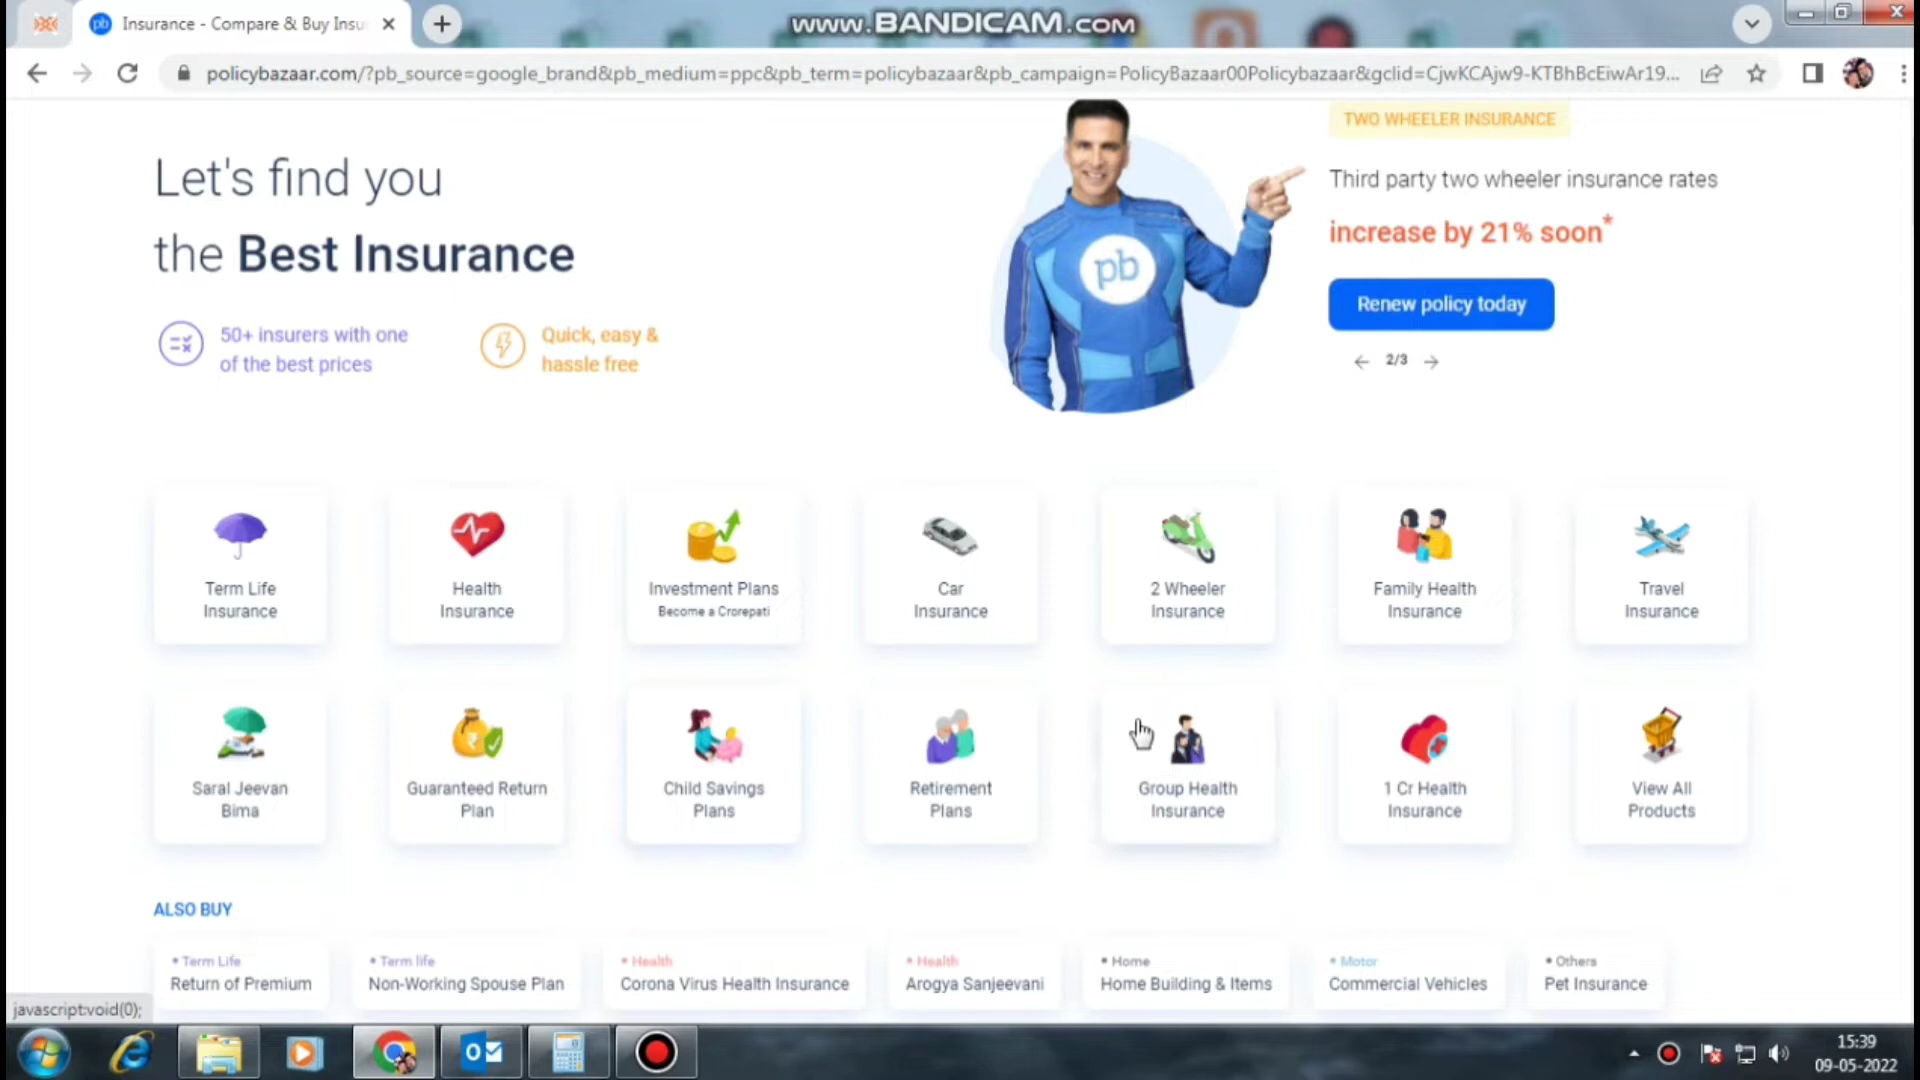 Insurance - Compare & Buy Insu
www.BANDICAM.com
policybazaar.com/?pb_source=google_brand&pb_medium=ppc&pb_term=policybazaar&pb_campaign=PolicyBazaar00Policybazaar&gclid=CjwKCAjw9-KTBhBcEiwAr19...
TWO WHEELER INSURANCE
Let's find you
the Best Insurance
Third party two wheeler insurance rates
increase by 21% soon*
pb
Renew policy today
50+ insurers with one
of the best prices
Quick, easy &
hassle free
2/3
Term Life
Insurance
Health
Insurance
Investment Plans
Become a Crorepati
Car
Insurance
2 Wheeler
Insurance
Family Health
Insurance
Travel
Insurance
Saral Jeevan
Bima
Guaranteed Return
Plan
Child Savings
Plans
Retirement
Plans
Group Health
Insurance
1 Cr Health
Insurance
View All
Products
ALSO BUY
• Term Life
Return of Premium
• Term life
Non-Working Spouse Plan
• Health
Corona Virus Health Insurance
• Health
Arogya Sanjeevani
• Home
Home Building & Items
• Motor
Commercial Vehicles
• Others
Pet Insurance
javascript:void(0);
15:39
09-05-2022